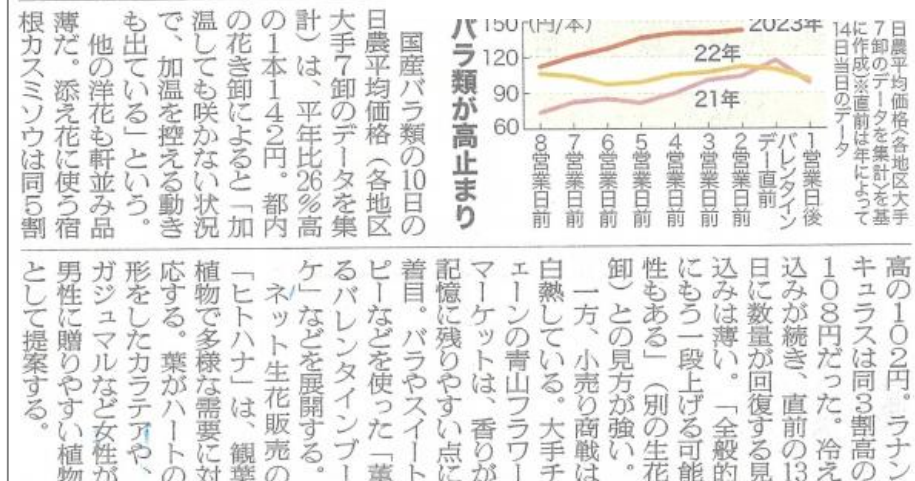 日農平均価格〈各地区大手
7卸のデータを集計〉を基
に作成)※直前は年によって
14日当日のデータ
150
(円/本)
2023年
120
22年
90
21年
60
8営業日前
7営業日前
6営業日前
5営業日前
4営業日前
3営業日前
2営業日前
バレンタイン
デー直前
1営業日後
バラ類が高止まり
国産バラ類の10日の
日農平均価格(各地区
大手7卸のデータを集
計)は、平年比26%高
の1本142円。都内
の花き卸によると「加
温しても咲かない状況
で、加温を控える動き
も出ている」という。
他の洋花も軒並み品
薄だ。添え花に使う宿
根カスミソウは同5割
高の102円。ラナン
キュラスは同3割高の
108円だった。冷え
込みが続き、直前の13
日に数量が回復する見
込みは薄い。「全般的
にもう一段上げる可能
性もある」(別の生花
卸)との見方が強い。
一方、小売り商戦は
白熱している。大手チ
ェーンの青山フラワー
マーケットは、香りが
記憶に残りやすい点に
着目。バラやスイート
ピーなどを使った「薫
るバレンタインブー
ケ」などを展開する。
ネット生花販売の
「ヒトハナ」は、観葉
植物で多様な需要に対
応する。葉がハートの
形をしたカラテアや、
ガジュマルなど女性が
男性に贈りやすい植物
として提案する。